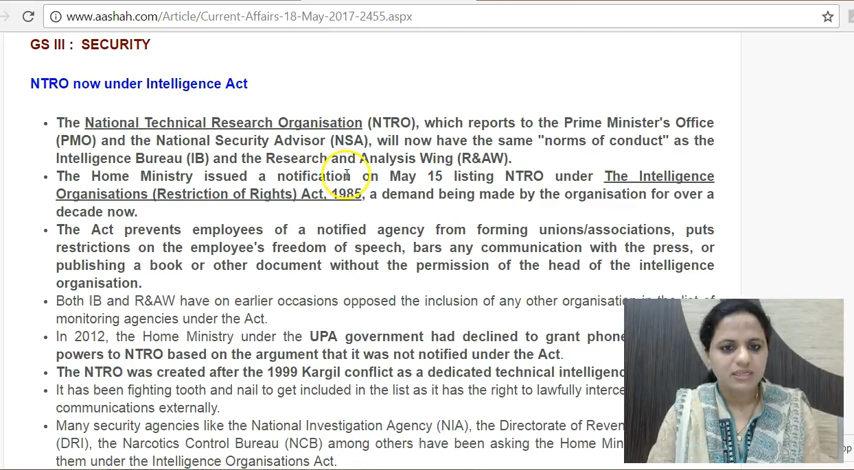 www.aashah.com/Article/Current-Affairs-18-May-2017-2455.aspx
GS III : SECURITY
NTRO now under Intelligence Act
• The National Technical Research Organisation (NTRO), which reports to the Prime Minister's Office
(PMO) and the National Security Advisor (NSA), will now have the same "norms of conduct" as the
Intelligence Bureau (IB) and the Research and Analysis Wing (R&AW).
• The Home Ministry issued a notification on May 15 listing NTRO under The Intelligence
Organisations (Restriction of Rights) Act, 1985, a demand being made by the organisation for over a
decade now.
• The Act prevents employees of a notified agency from forming unions/associations, puts
restrictions on the employee's freedom of speech, bars any communication with the press, or
publishing a book or other document without the permission of the head of the intelligence
organisation.
• Both IB and R&AW have on earlier occasions opposed the inclusion of any other organisation in the list of
monitoring agencies under the Act.
• In 2012, the Home Ministry under the UPA government had declined to grant phone
powers to NTRO based on the argument that it was not notified under the Act.
• The NTRO was created after the 1999 Kargil conflict as a dedicated technical intelligence
• It has been fighting tooth and nail to get included in the list as it has the right to lawfully
communications externally.
• Many security agencies like the National Investigation Agency (NIA), the Directorate of
(DRI), the Narcotics Control Bureau (NCB) among others have been asking the Home
them under the Intelligence Organisations Act.